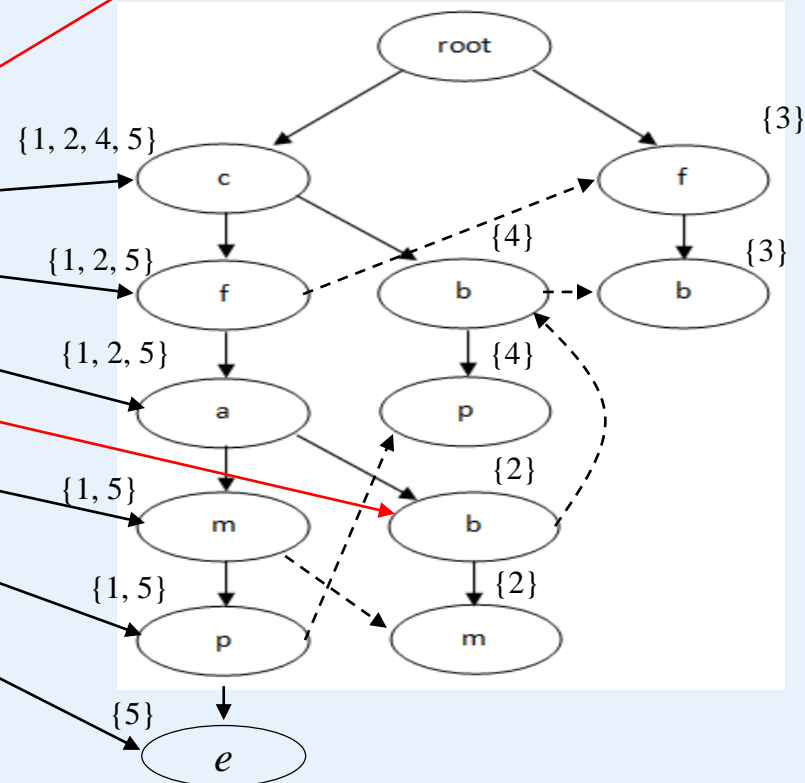 root
{3}
{1, 2, 4, 5}
c
f
{4}
{3}
{1, 2, 5}
f
b
b
{1, 2, 5}
{4}
a
p
{2}
{1, 5}
m
b
{1, 5}
{2}
p
m
{5}
e